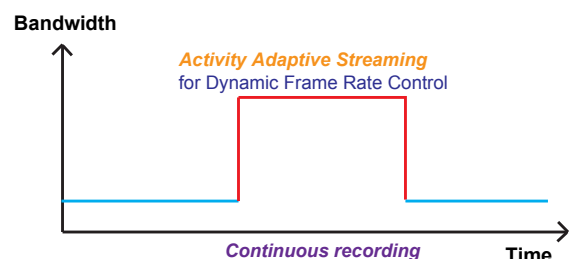 Bandwidth
Activity Adaptive Streaming
for Dynamic Frame Rate Control
Continuous recording
Time